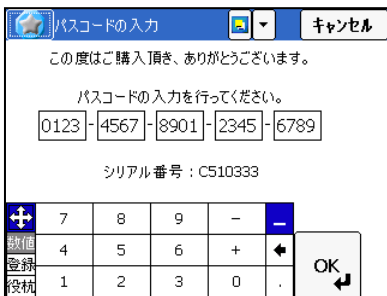 パスコードの入力 キャンセル
この度はご購入頂き、ありがとうございます。
パスコードの入力を行ってください。
0123 - 4567 - 8901 - 2345 - 6789
シリアル番号：C510333
7 8 9 -
数値 4 5 6 + OK
登録
役杭 1 2 3 0 .